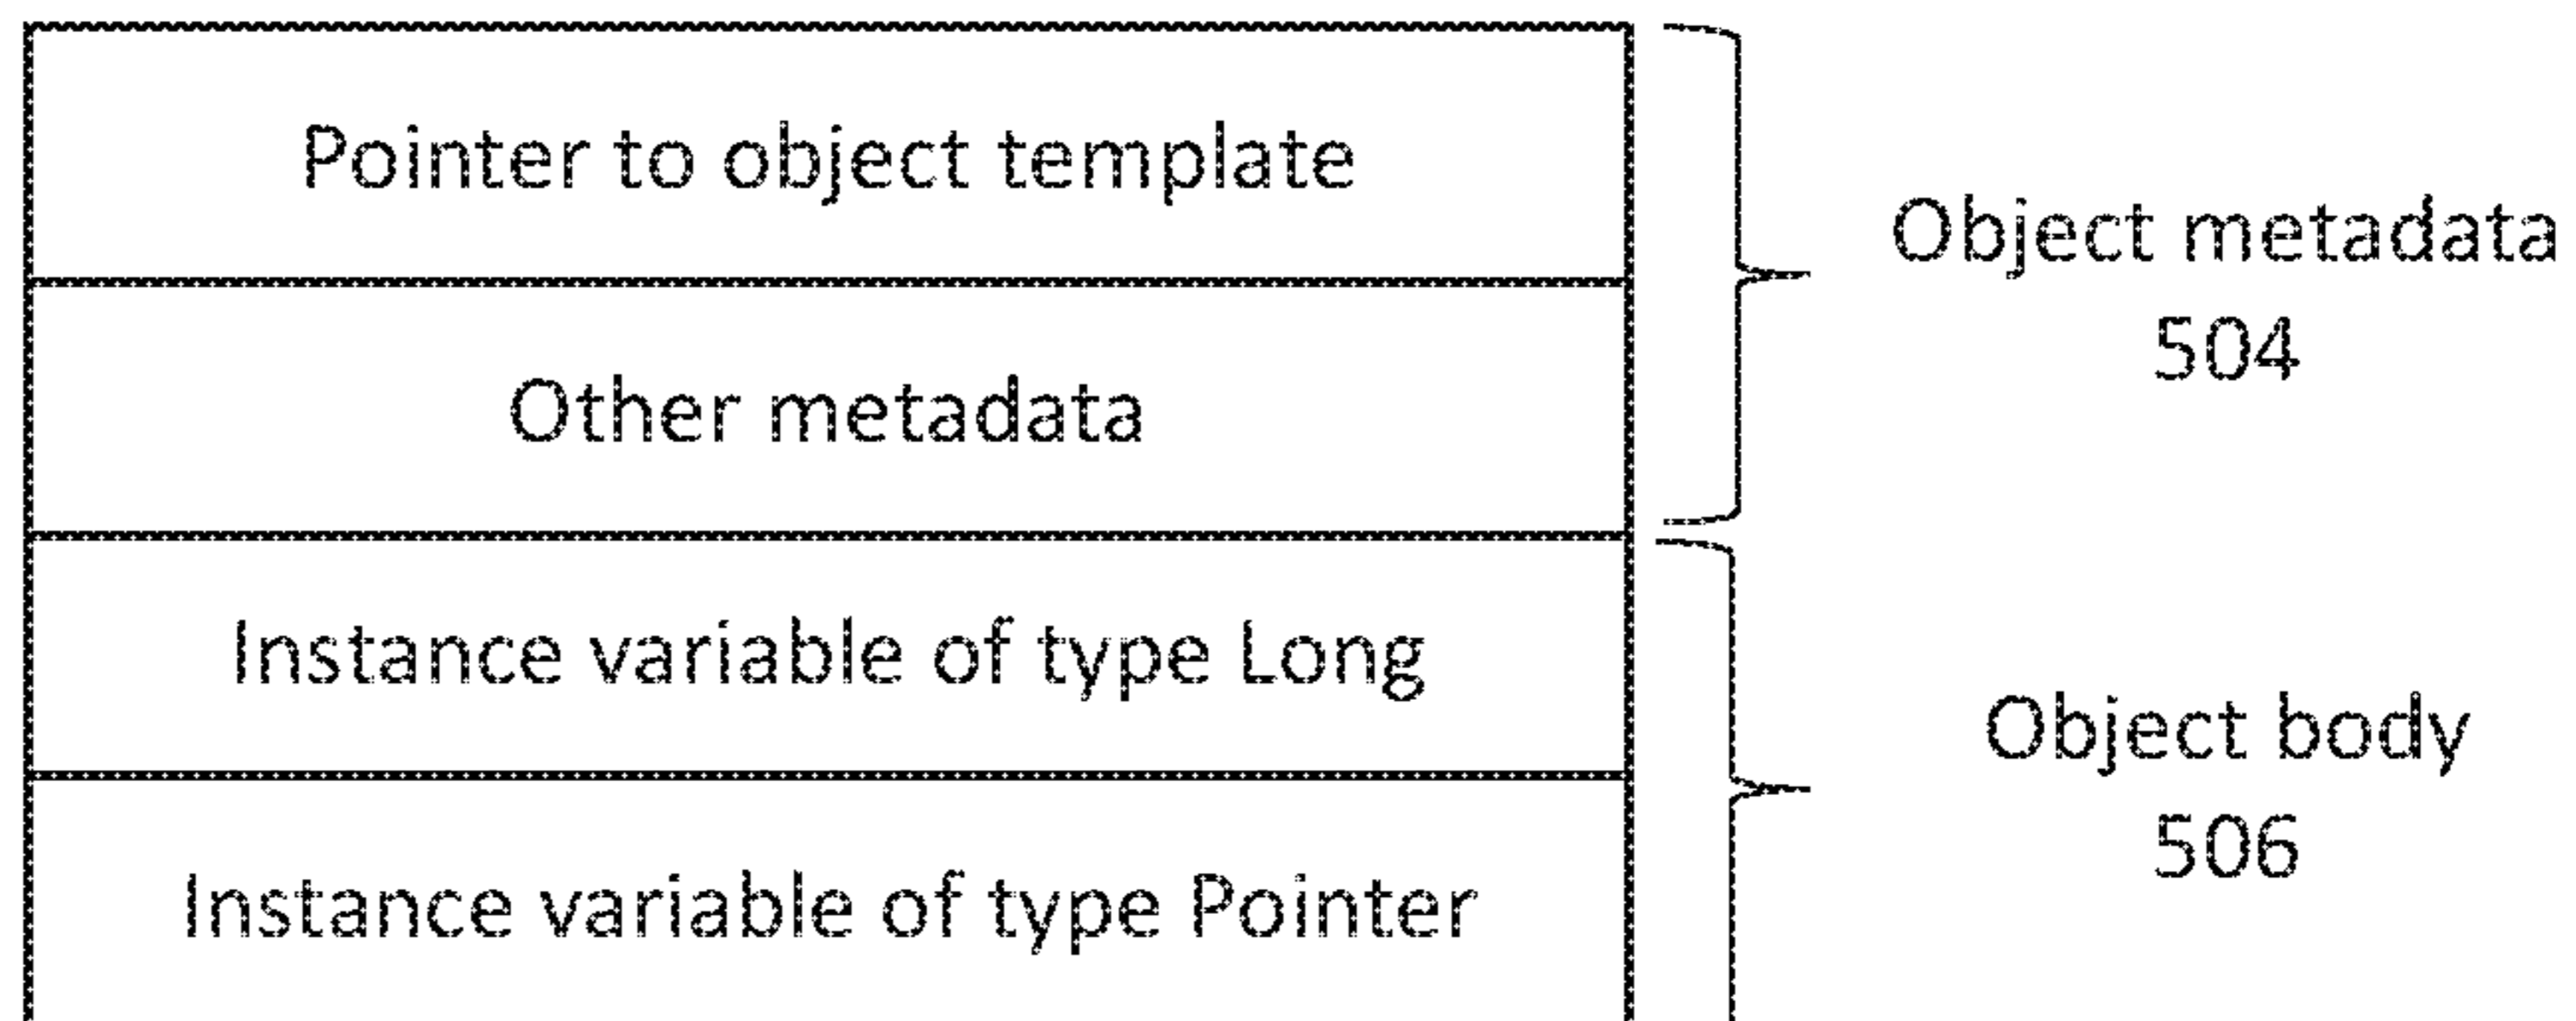 Pointer to object template
Other metadata
Object metadata
504
Instance variable of type Long
Instance variable of type Pointer
Object body
506